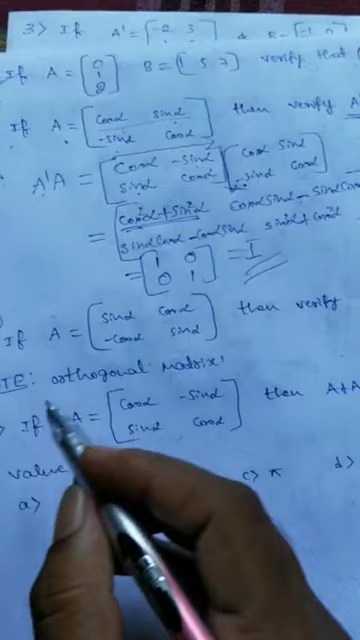 3> If A' = [-2 3
If A = [0 1 2] B = [1 5 7] verify that (
If A = [cosα sinα -sinα cosα] then verify A'
A'A = [cosα -sinα sinα cosα] [cosα sinα -sinα cosα]
= [cos²α + sin²α cosα sinα - sinα cosα sinα cosα - cosα sinα sin²α + cos²α
= [1 0 0 1] = I
If A = [sinα cosα -cosα sinα] then verify
TE: orthogonal matrix:
If A = [cosα -sinα sinα cosα] then A+A
value
a> c> π d>